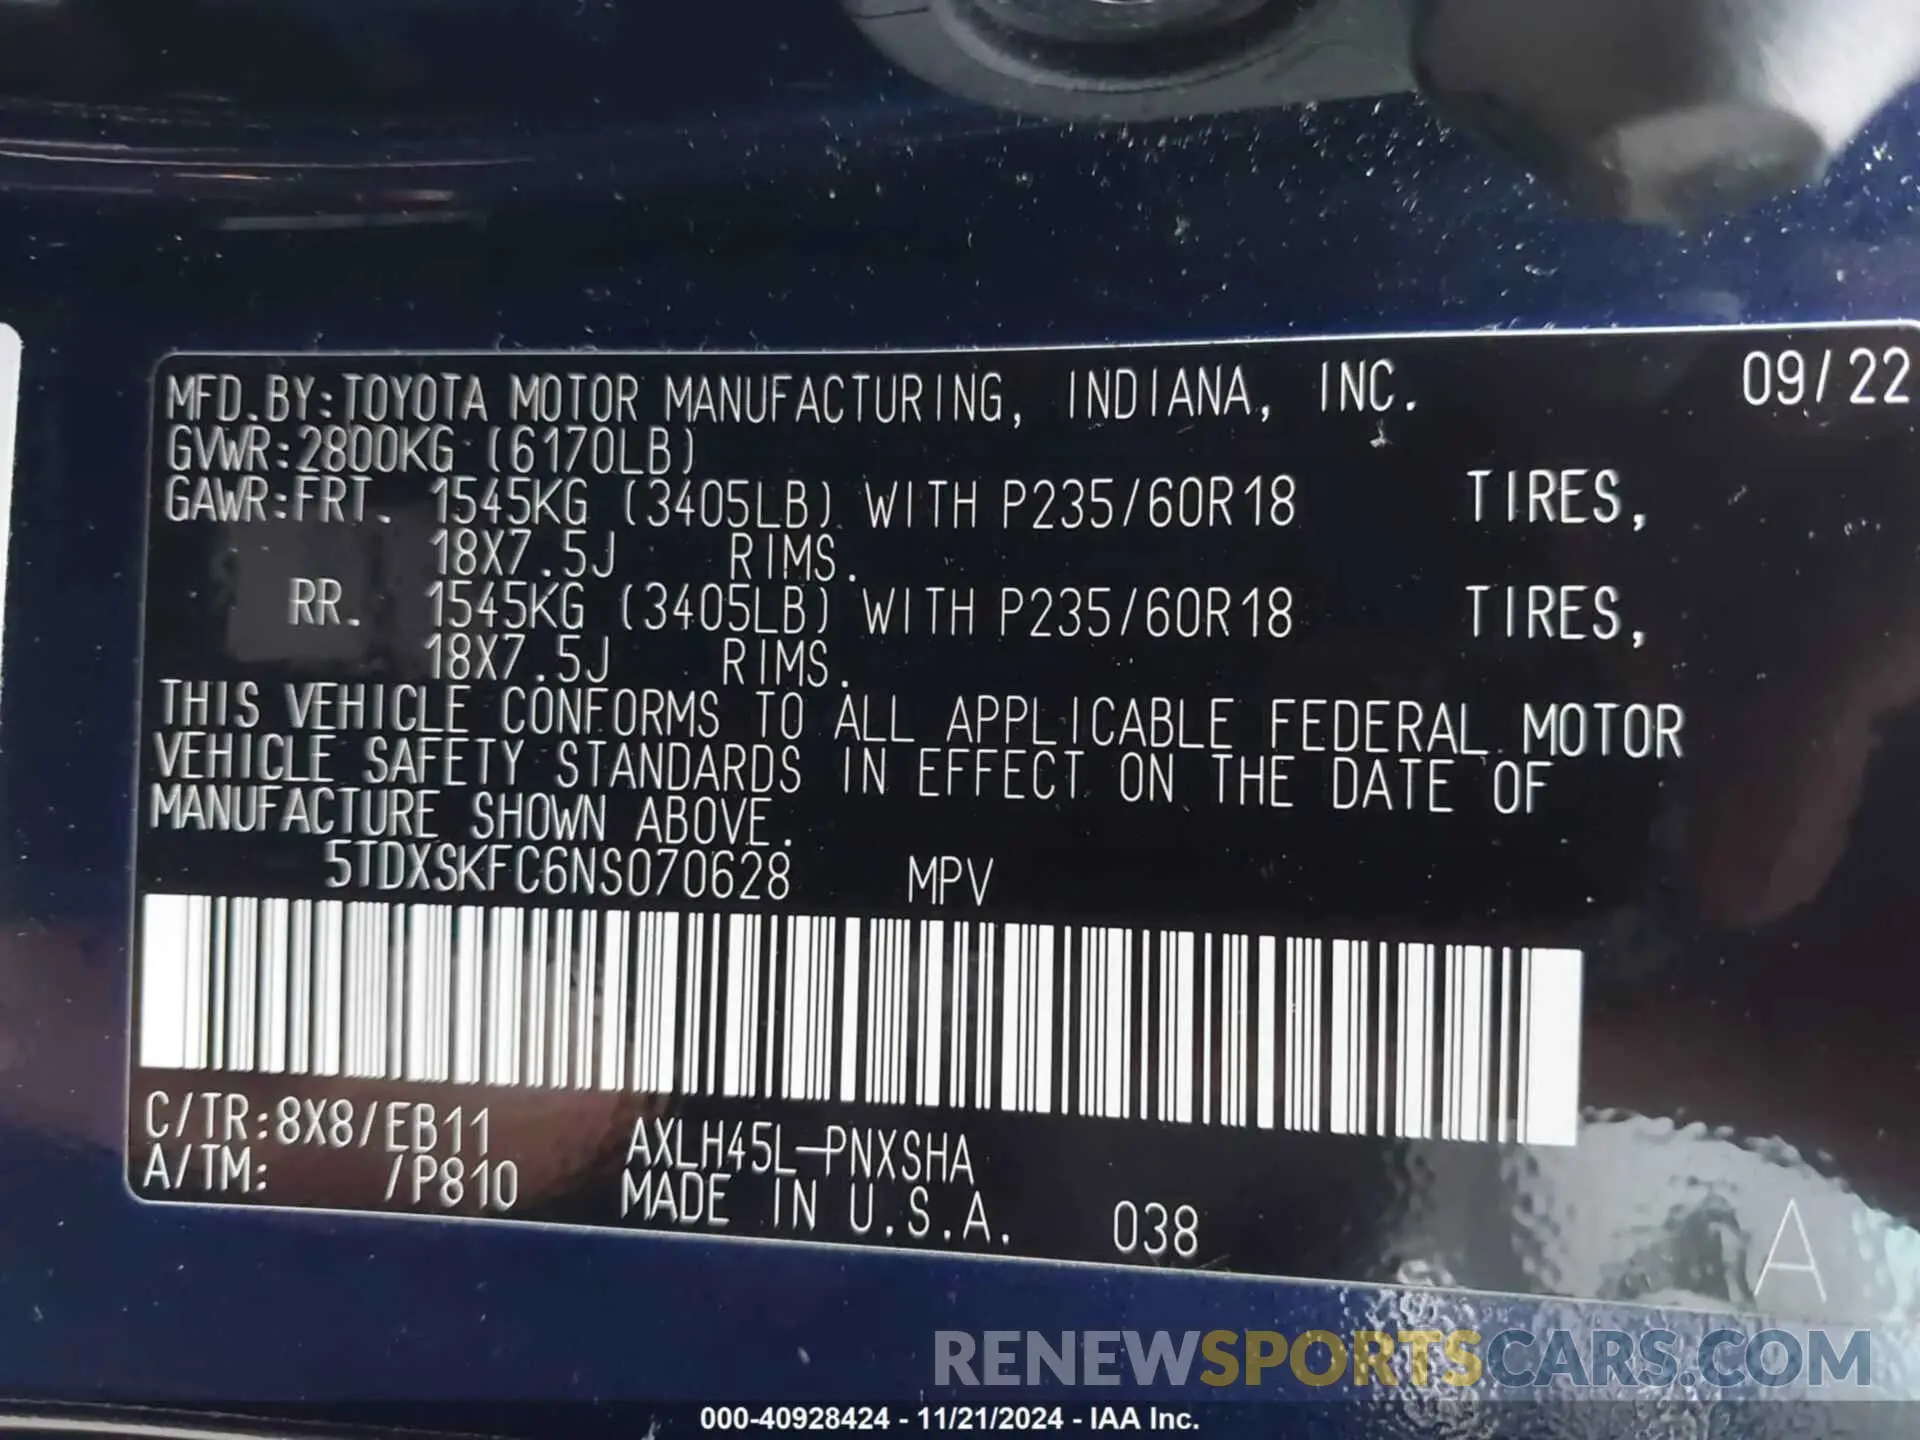 MFD.BY:TOYOTA MOTOR MANUFACTURING, INDIANA, INC. 09/22
GVWR:2800KG (6170LB)
GAWR:FRT. 1545KG (3405LB) WITH P235/60R18 TIRES,
18X7.5J RIMS.
RR. 1545KG (3405LB) WITH P235/60R18 TIRES,
18X7.5J RIMS.
THIS VEHICLE CONFORMS TO ALL APPLICABLE FEDERAL MOTOR
VEHICLE SAFETY STANDARDS IN EFFECT ON THE DATE OF
MANUFACTURE SHOWN ABOVE.
5TDXSKFC6NS070628 MPV
C/TR:8X8/EB11 AXLH45L-PNXSHA
A/TM: /P810 MADE IN U.S.A. 038 A
RENEWSPORTSCARS.COM
000-40928424 - 11/21/2024 - IAA Inc.